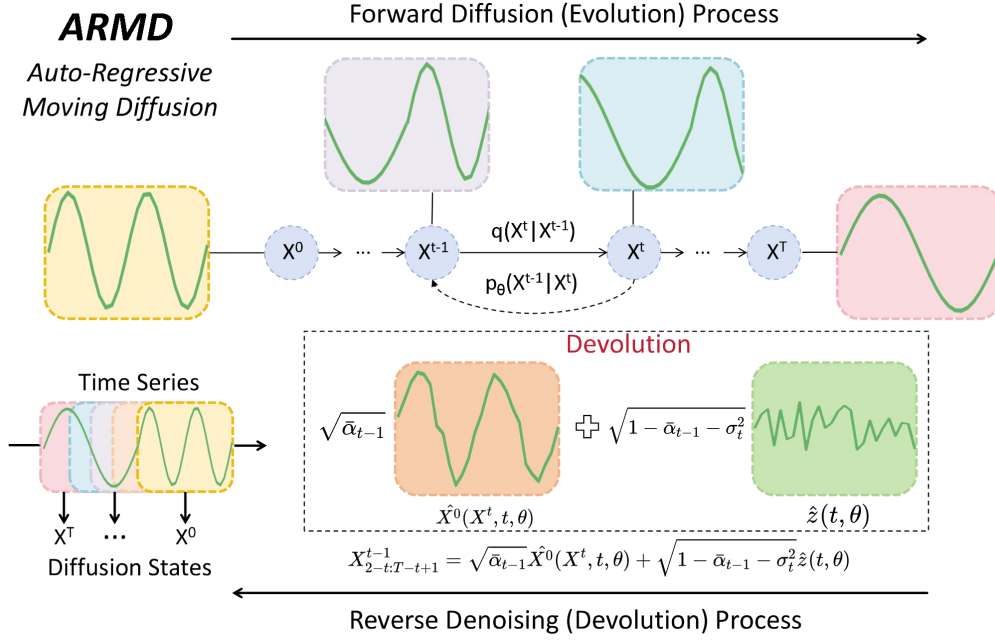 ARMD
Auto-Regressive
Moving Diffusion
Forward Diffusion (Evolution) Process
X⁰ → ... → Xᵗ⁻¹
q(Xᵗ|Xᵗ⁻¹)
p_θ(Xᵗ⁻¹|Xᵗ)
Xᵗ → ... → Xᵀ
Devolution
√ᾱ_{t−1}
X̂⁰(Xᵗ, t, θ)
√(1 − ᾱ_{t−1} − σ_t²)
ẑ(t, θ)
X^{t−1}_{2−t:T−t+1} = √ᾱ_{t−1} X̂⁰(Xᵗ, t, θ) + √(1 − ᾱ_{t−1} − σ_t²) ẑ(t, θ)
Time Series
Xᵀ ... X⁰
Diffusion States
Reverse Denoising (Devolution) Process